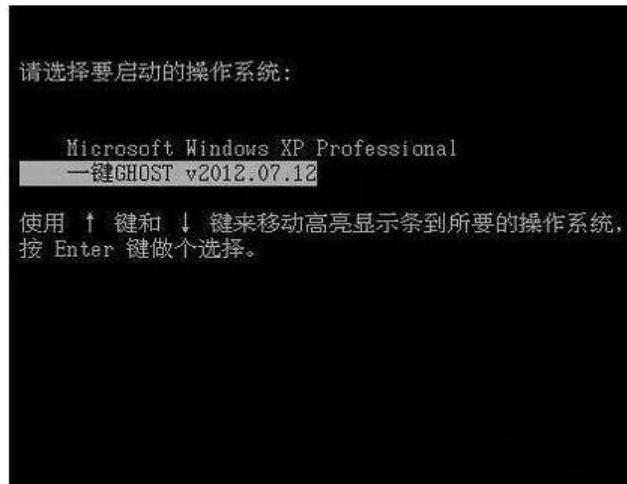 请选择要启动的操作系统:
Microsoft Windows XP Professional
一键GHOST v2012.07.12
使用 ↑ 键和 ↓ 键来移动高亮显示条到所要的操作系统,
按 Enter 键做个选择。